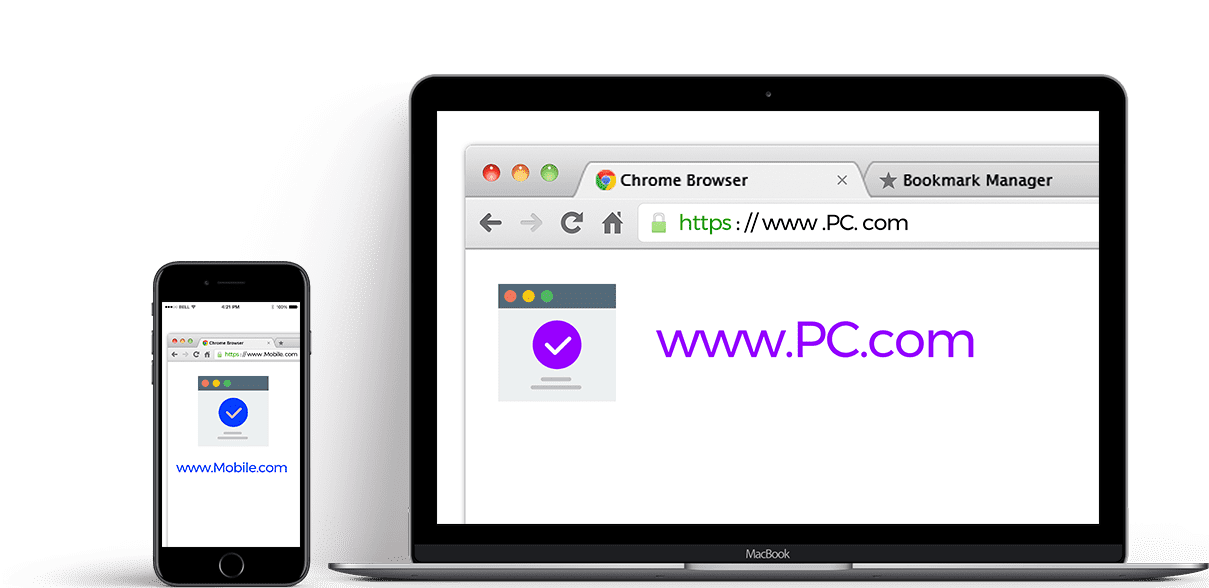 Chrome Browser
Bookmark Manager
https://www.PC.com
www.PC.com
MacBook
BELL 4:21 PM 100%
Chrome Browser
https://www.Mobile.com
www.Mobile.com